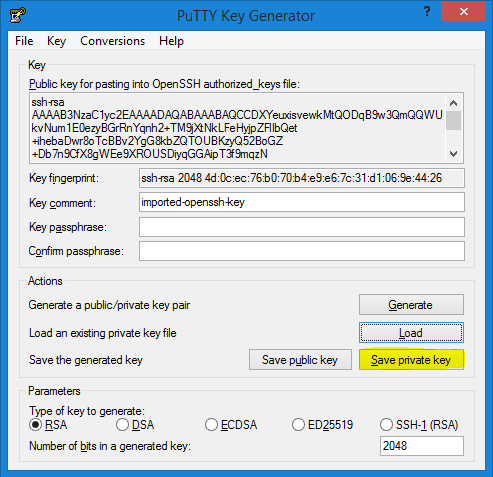 PuTTY Key Generator
?
File Key Conversions Help
Key
Public key for pasting into OpenSSH authorized_keys file:
ssh-rsa
AAAAB3NzaC1yc2EAAAADAQABAAABAQCCDXYeuxisvewkMtQODqB9w3QmQQWU
kvNum1E0ezyBGrRnYqnh2+TM9jXtNkLFeHyjpZFIlbQet
+ihebaDwr8oTcBBv2YgG8kbZQTOUBKzyQ52BoGZ
+Db7n9CfX8gWEe9XROUSDiyqGGAipT3f9mqzN
Key fingerprint: ssh-rsa 2048 4d:0c:ec:76:b0:70:b4:e9:e6:7c:31:d1:06:9e:44:26
Key comment: imported-openssh-key
Key passphrase:
Confirm passphrase:
Actions
Generate a public/private key pair Generate
Load an existing private key file Load
Save the generated key Save public key Save private key
Parameters
Type of key to generate:
RSA DSA ECDSA ED25519 SSH-1 (RSA)
Number of bits in a generated key: 2048